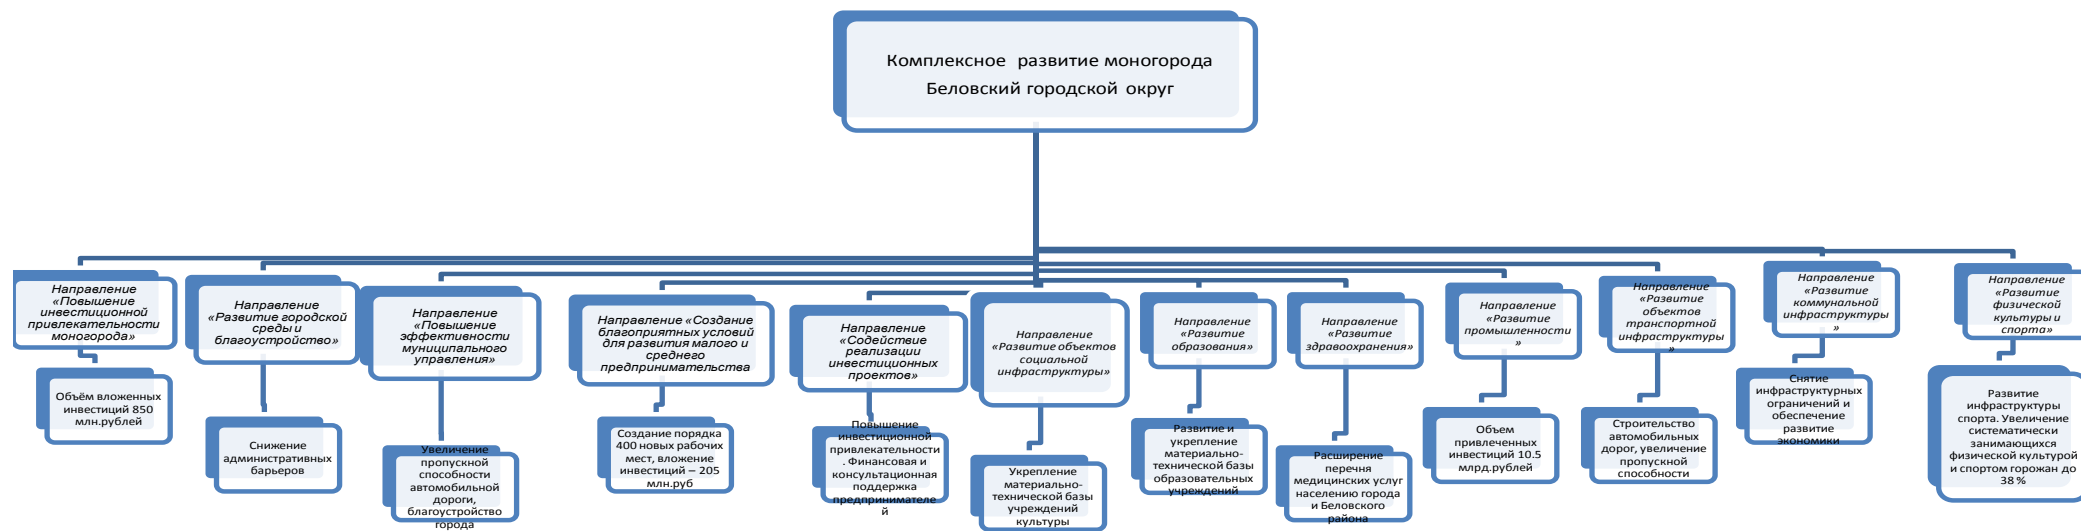 Комплексное развитие моногорода
Беловский городской округ
Направление
«Повышение
инвестиционной
привлекательности
моногорода»
Объём вложенных
инвестиций 850
млн.рублей
Направление
«Развитие городской
среды и
благоустройство»
Снижение
административных
барьеров
Направление
«Повышение
эффективности
муниципального
управления»
Увеличение
пропускной
способности
автомобильной
дороги,
благоустройство
города
Направление «Создание
благоприятных условий
для развития малого и
среднего
предпринимательства
Создание порядка
400 новых рабочих
мест, вложение
инвестиций – 205
млн.руб
Направление
«Содействие
реализации
инвестиционных
проектов»
Повышение
инвестиционной
привлекательности
. Финансовая и
консультационная
поддержка
предпринимателе
й
Направление
«Развитие объектов
социальной
инфраструктуры»
Укрепление
материально-
технической базы
учреждений
культуры
Направление
«Развитие
образования»
Развитие и
укрепление
материально-
технической базы
образовательных
учреждений
Направление
«Развитие
здравоохранения»
Расширение
перечня
медицинских услуг
населению города
и Беловского
района
Направление
«Развитие
промышленности
»
Объем
привлеченных
инвестиций 10.5
млрд.рублей
Направление
«Развитие
объектов
транспортной
инфраструктуры
»
Строительство
автомобильных
дорог, увеличение
пропускной
способности
Направление
«Развитие
коммунальной
инфраструктуры
»
Снятие
инфраструктурных
ограничений и
обеспечение
развитие
экономики
Направление
«Развитие
физической
культуры и
спорта»
Развитие
инфраструктуры
спорта. Увеличение
систематически
занимающихся
физической культурой
и спортом горожан до
38 %